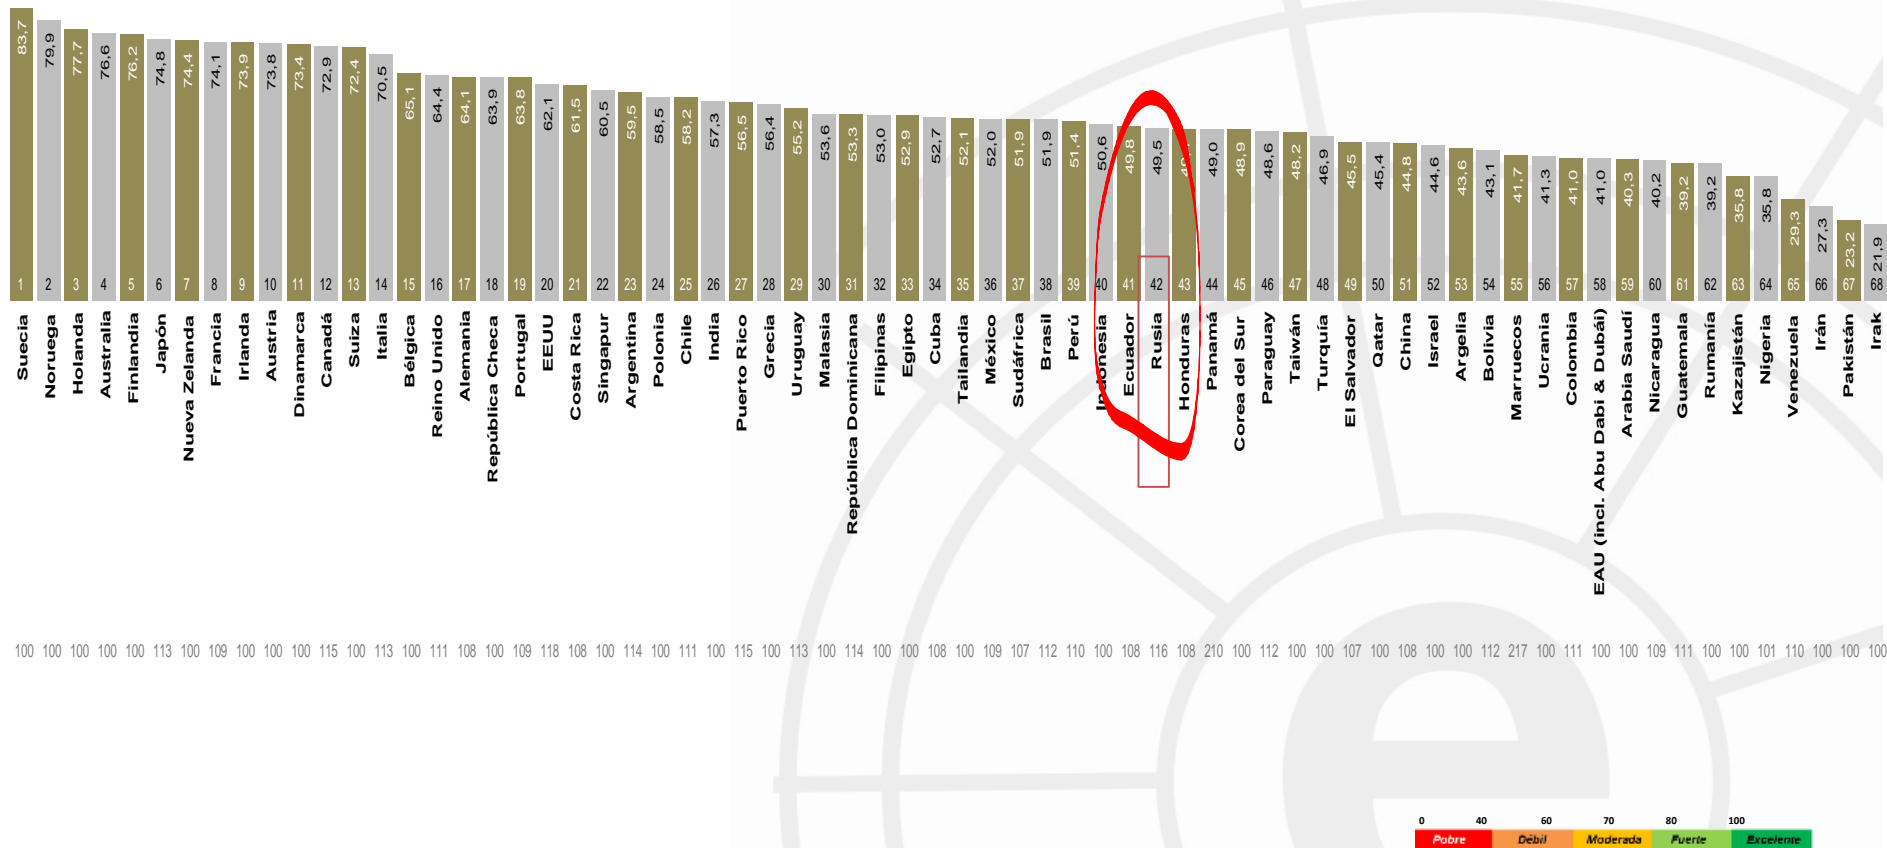 83,7 79,9 77,7 76,6 76,2 74,8 74,4 74,1 73,9 73,8 73,4 72,9 72,4 70,5 65,1 64,4 64,1 63,9 63,8 62,1 61,5 60,5 59,5 58,5 58,2 57,3 56,5 56,4 55,2 53,6 53,3 53,0 52,9 52,7 52,1 52,0 51,9 51,9 51,4 50,6 49,8 49,5 49,0 48,9 48,6 48,2 46,9 45,5 45,4 44,8 44,6 43,6 43,1 41,7 41,3 41,0 41,0 40,3 40,2 39,2 39,2 35,8 35,8 29,3 27,3 23,2 21,9
1 2 3 4 5 6 7 8 9 10 11 12 13 14 15 16 17 18 19 20 21 22 23 24 25 26 27 28 29 30 31 32 33 34 35 36 37 38 39 40 41 42 43 44 45 46 47 48 49 50 51 52 53 54 55 56 57 58 59 60 61 62 63 64 65 66 67 68
Suecia
Noruega
Holanda
Australia
Finlandia
Japón
Nueva Zelanda
Francia
Irlanda
Austria
Dinamarca
Canadá
Suiza
Italia
Bélgica
Reino Unido
Alemania
República Checa
Portugal
EEUU
Costa Rica
Singapur
Argentina
Polonia
Chile
India
Puerto Rico
Grecia
Uruguay
Malasia
República Dominicana
Filipinas
Egipto
Cuba
Tailandia
México
Sudáfrica
Brasil
Perú
Indonesia
Ecuador
Rusia
Honduras
Panamá
Corea del Sur
Paraguay
Taiwán
Turquía
El Salvador
Qatar
China
Israel
Argelia
Bolivia
Marruecos
Ucrania
Colombia
EAU (incl. Abu Dabi & Dubái)
Arabia Saudí
Nicaragua
Guatemala
Rumanía
Kazajistán
Nigeria
Venezuela
Irán
Pakistán
Irak
100 100 100 100 100 113 100 109 100 100 100 115 100 113 100 111 108 100 109 118 108 100 114 100 111 100 115 100 113 100 114 100 100 108 100 109 107 112 110 100 108 116 108 210 100 112 100 100 107 100 108 100 100 112 217 100 111 100 100 109 111 100 100 101 110 100 100 100
e
0 40 60 70 80 100
Pobre Débil Moderada Fuerte Excelente